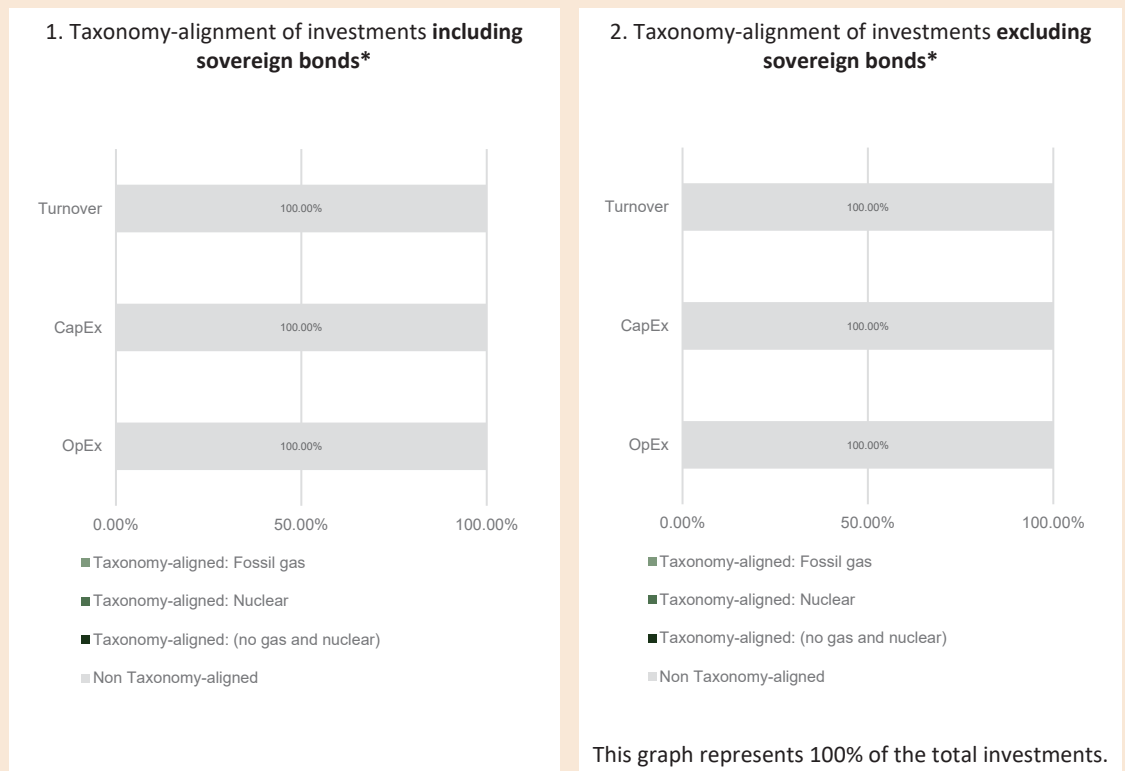 1. Taxonomy-alignment of investments including
sovereign bonds*
Turnover
100.00%
CapEx
100.00%
OpEx
100.00%
0.00%
50.00%
100.00%
Taxonomy-aligned: Fossil gas
Taxonomy-aligned: Nuclear
Taxonomy-aligned: (no gas and nuclear)
Non Taxonomy-aligned
2. Taxonomy-alignment of investments excluding
sovereign bonds*
Turnover
100.00%
CapEx
100.00%
OpEx
100.00%
0.00%
50.00%
100.00%
Taxonomy-aligned: Fossil gas
Taxonomy-aligned: Nuclear
Taxonomy-aligned: (no gas and nuclear)
Non Taxonomy-aligned
This graph represents 100% of the total investments.